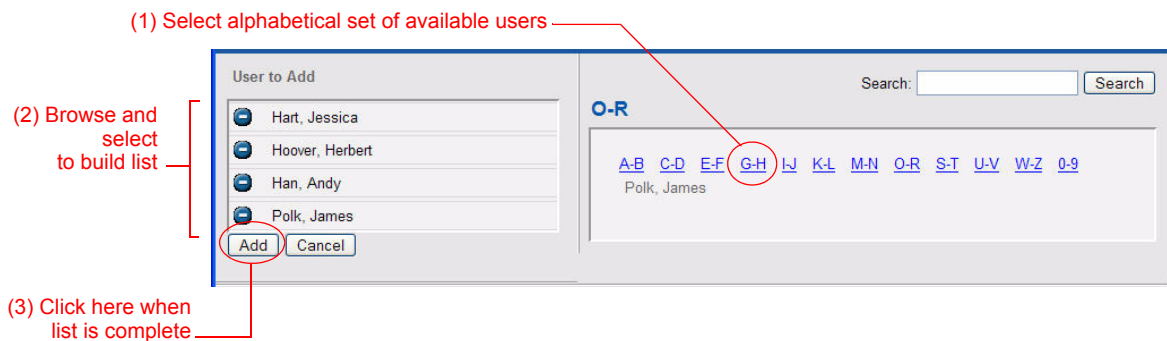 (1) Select alphabetical set of available users
User to Add
Search:
Search
(2) Browse and
select
to build list
Hart, Jessica
Hoover, Herbert
Han, Andy
Polk, James
O-R
A-B C-D E-F G-H I-J K-L M-N O-R S-T U-V W-Z 0-9
Polk, James
Add
Cancel
(3) Click here when
list is complete